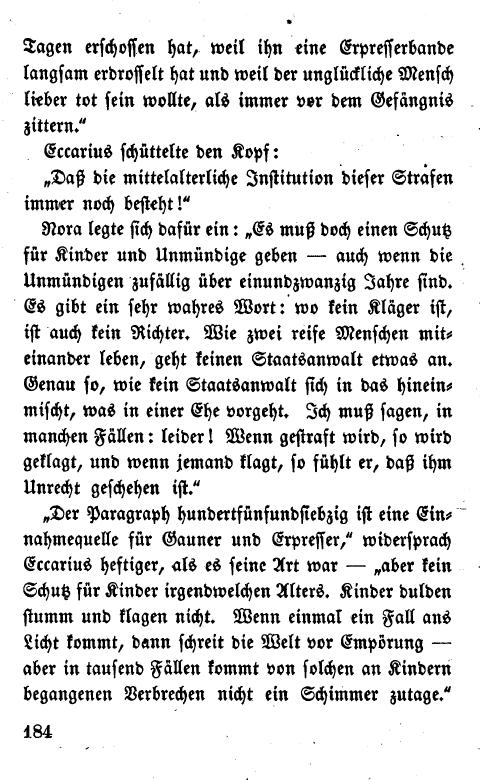 Tagen erschossen hat, weil ihn eine Erpresserbande
langsam erdrosselt hat und weil der unglückliche Mensch
lieber tot sein wollte, als immer vor dem Gefängnis
zittern.“
Eccarius schüttelte den Kopf:
„Daß die mittelalterliche Institution dieser Strafen
immer noch besteht!“
Nora legte sich dafür ein: „Es muß doch einen Schutz
für Kinder und Unmündige geben — auch wenn die
Unmündigen zufällig über einundzwanzig Jahre sind.
Es gibt ein sehr wahres Wort: wo kein Kläger ist,
ist auch kein Richter. Wie zwei reife Menschen mit-
einander leben, geht keinen Staatsanwalt etwas an.
Genau so, wie kein Staatsanwalt sich in das hinein-
mischt, was in einer Ehe vorgeht. Ich muß sagen, in
manchen Fällen: leider! Wenn gestraft wird, so wird
geklagt, und wenn jemand klagt, so fühlt er, daß ihm
Unrecht geschehen ist.“
„Der Paragraph hundertfünfundsiebzig ist eine Ein-
nahmequelle für Gauner und Erpresser,“ widersprach
Eccarius heftiger, als es seine Art war — „aber kein
Schutz für Kinder irgendwelchen Alters. Kinder dulden
stumm und klagen nicht. Wenn einmal ein Fall ans
Licht kommt, dann schreit die Welt vor Empörung —
aber in tausend Fällen kommt von solchen an Kindern
begangenen Verbrechen nicht ein Schimmer zutage.“
184